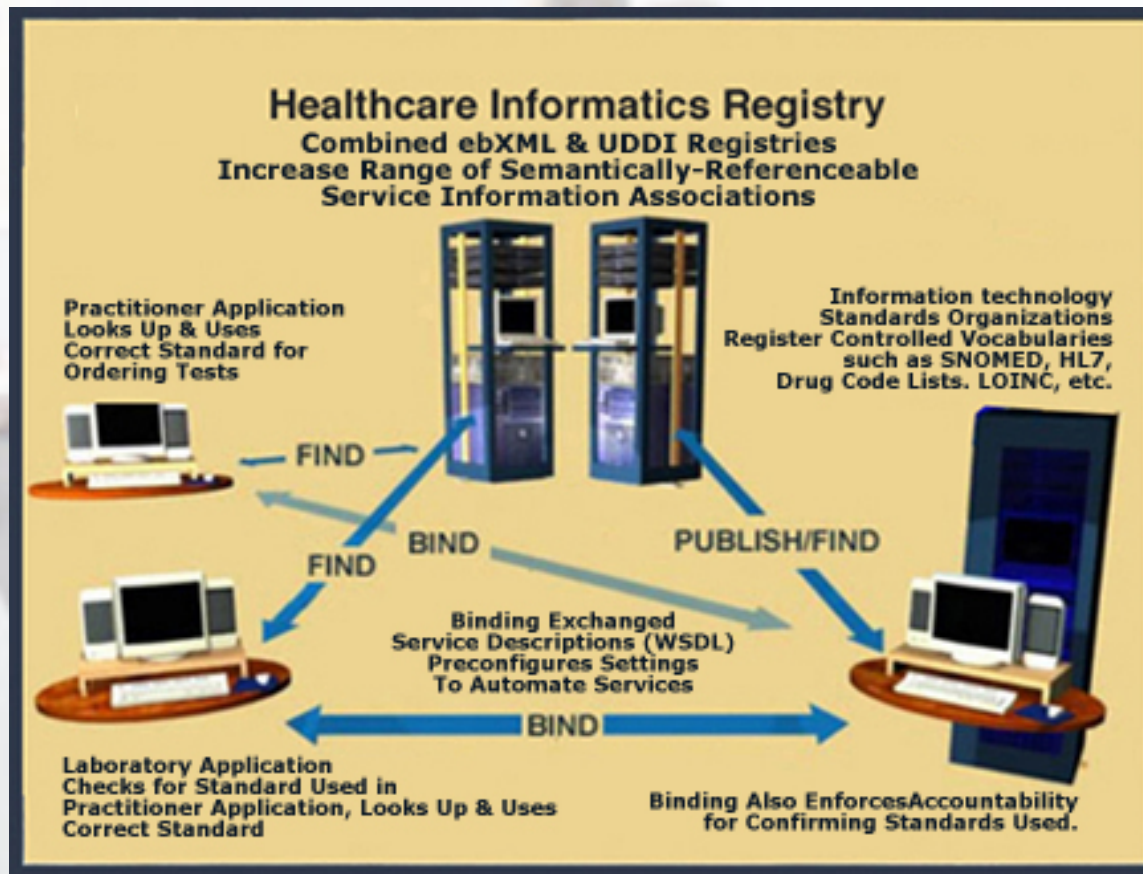 Healthcare Informatics Registry
Combined ebXML & UDDI Registries
Increase Range of Semantically-Referenceable
Service Information Associations
Practitioner Application
Looks Up & Uses
Correct Standard for
Ordering Tests
Information technology
Standards Organizations
Register Controlled Vocabularies
such as SNOMED, HL7,
Drug Code Lists. LOINC, etc.
FIND
BIND
FIND
PUBLISH/FIND
Binding Exchanged
Service Descriptions (WSDL)
Preconfigures Settings
To Automate Services
BIND
Laboratory Application
Checks for Standard Used in
Practitioner Application, Looks Up & Uses
Correct Standard
Binding Also EnforcesAccountability
for Confirming Standards Used.